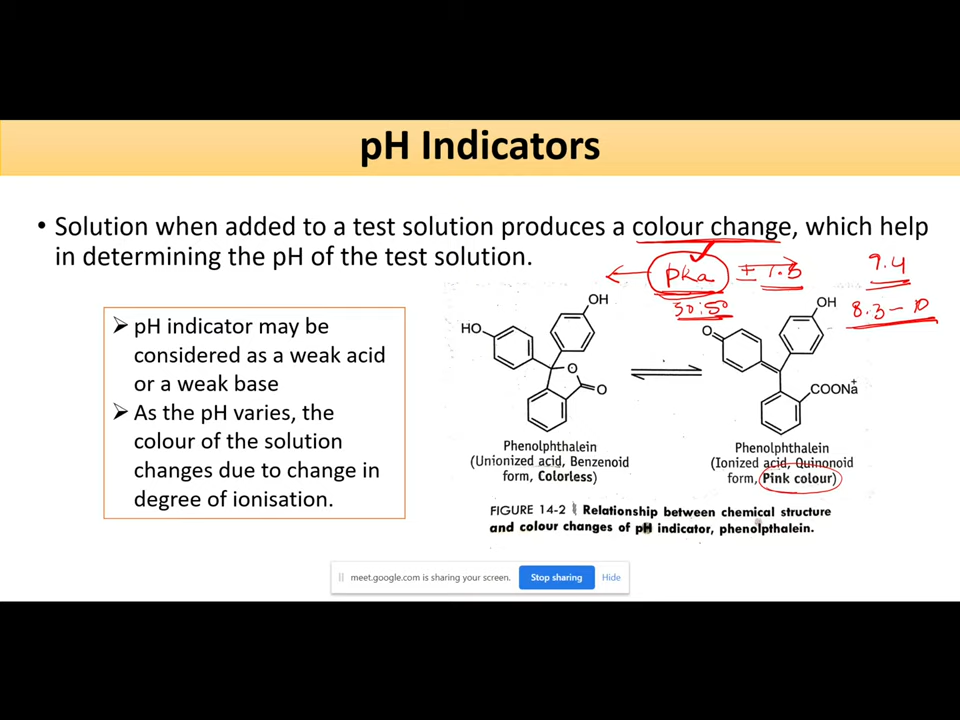 pH Indicators
• Solution when added to a test solution produces a colour change, which help
in determining the pH of the test solution.
pKa ± 1.5
9.4
50:50
8.3 – 10
➢ pH indicator may be
considered as a weak acid
or a weak base
➢ As the pH varies, the
colour of the solution
changes due to change in
degree of ionisation.
HO
OH
O
O
Phenolphthalein
(Unionized acid, Benzenoid
form, Colorless)
O
OH
COONa+
Phenolphthalein
(Ionized acid, Quinonoid
form, Pink colour)
FIGURE 14-2 Relationship between chemical structure
and colour changes of pH indicator, phenolpthalein.
meet.google.com is sharing your screen. Stop sharing Hide